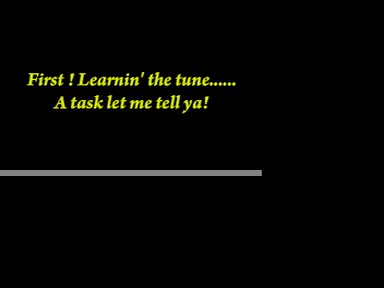 First ! Learnin' the tune......
A task let me tell ya!